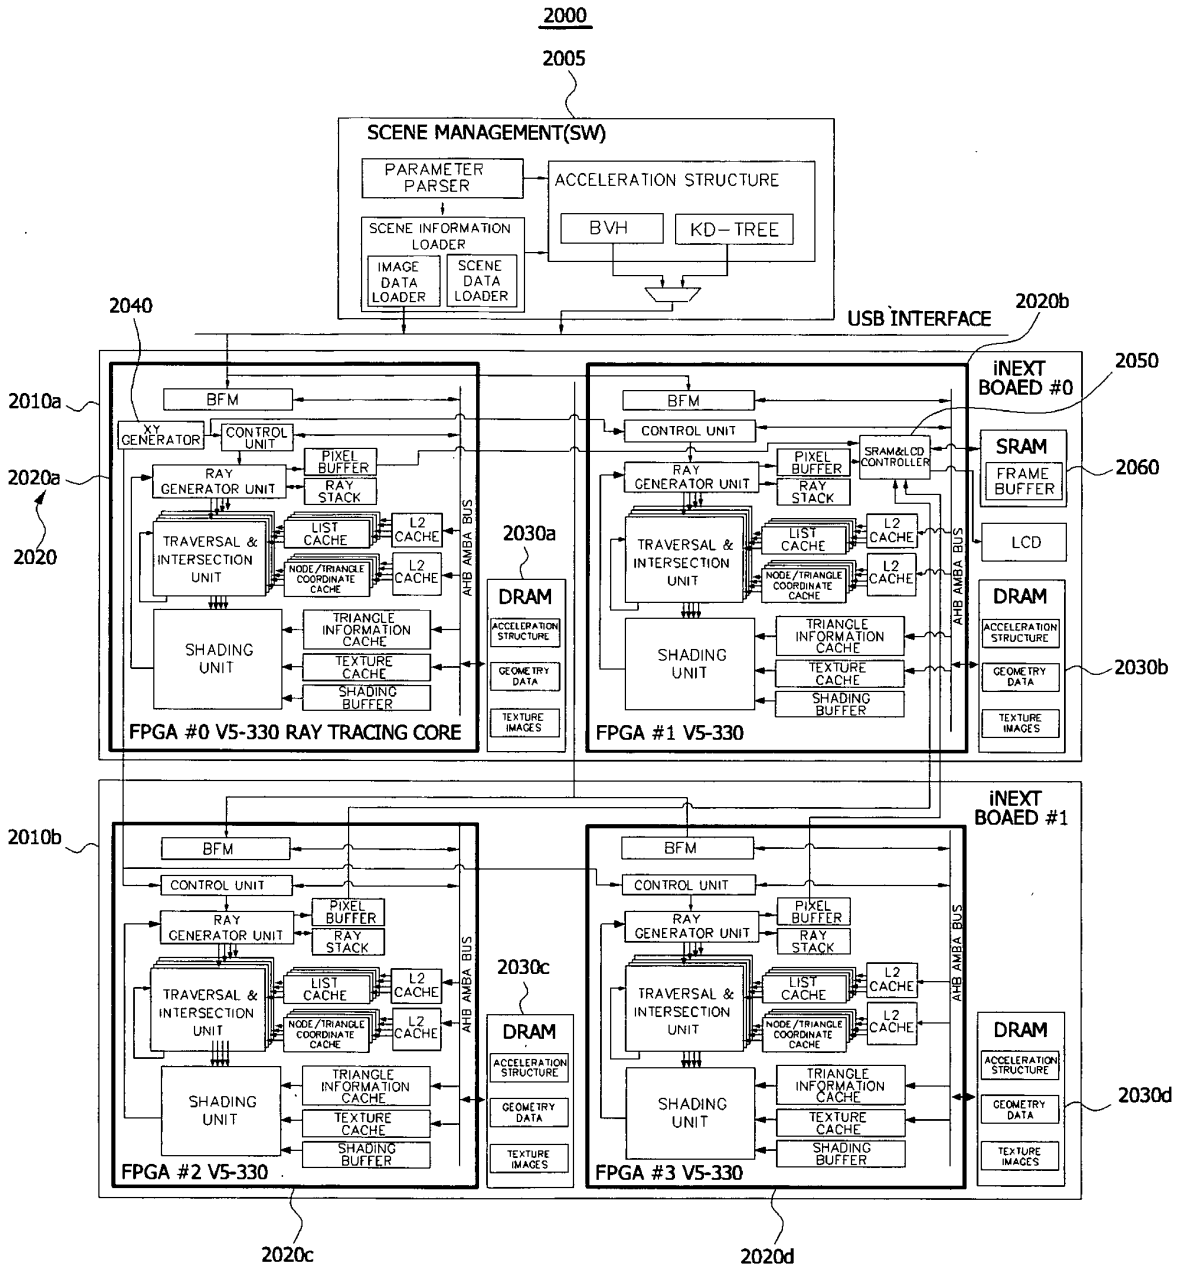 2000
2005
SCENE MANAGEMENT(SW)
PARAMETER
PARSER
ACCELERATION STRUCTURE
SCENE INFORMATION
LOADER
BVH
KD-TREE
IMAGE
DATA
LOADER
SCENE
DATA
LOADER
2040
USB INTERFACE
2020b
2010a
2020a
2020
BFM
XY
GENERATOR
CONTROL
UNIT
PIXEL
BUFFER
RAY
GENERATOR UNIT
RAY
STACK
TRAVERSAL &
INTERSECTION
UNIT
LIST
CACHE
L2
CACHE
NODE/TRIANGLE
COORDINATE
CACHE
L2
CACHE
AHB AMBA BUS
SHADING
UNIT
TRIANGLE
INFORMATION
CACHE
TEXTURE
CACHE
SHADING
BUFFER
FPGA #0 V5-330 RAY TRACING CORE
2030a
DRAM
ACCELERATION
STRUCTURE
GEOMETRY
DATA
TEXTURE
IMAGES
iNEXT
BOAED #0
2050
BFM
CONTROL UNIT
PIXEL
BUFFER
SRAM&LCD
CONTROLLER
RAY
GENERATOR UNIT
RAY
STACK
TRAVERSAL &
INTERSECTION
UNIT
LIST
CACHE
L2
CACHE
NODE/TRIANGLE
COORDINATE
CACHE
L2
CACHE
AHB AMBA BUS
SHADING
UNIT
TRIANGLE
INFORMATION
CACHE
TEXTURE
CACHE
SHADING
BUFFER
FPGA #1 V5-330
SRAM
FRAME
BUFFER
2060
LCD
DRAM
ACCELERATION
STRUCTURE
GEOMETRY
DATA
TEXTURE
IMAGES
2030b
2010b
iNEXT
BOAED #1
BFM
CONTROL UNIT
PIXEL
BUFFER
RAY
GENERATOR UNIT
RAY
STACK
TRAVERSAL &
INTERSECTION
UNIT
LIST
CACHE
L2
CACHE
NODE/TRIANGLE
COORDINATE
CACHE
L2
CACHE
AHB AMBA BUS
SHADING
UNIT
TRIANGLE
INFORMATION
CACHE
TEXTURE
CACHE
SHADING
BUFFER
FPGA #2 V5-330
2030c
DRAM
ACCELERATION
STRUCTURE
GEOMETRY
DATA
TEXTURE
IMAGES
BFM
CONTROL UNIT
PIXEL
BUFFER
RAY
GENERATOR UNIT
RAY
STACK
TRAVERSAL &
INTERSECTION
UNIT
LIST
CACHE
L2
CACHE
NODE/TRIANGLE
COORDINATE
CACHE
L2
CACHE
AHB AMBA BUS
SHADING
UNIT
TRIANGLE
INFORMATION
CACHE
TEXTURE
CACHE
SHADING
BUFFER
FPGA #3 V5-330
DRAM
ACCELERATION
STRUCTURE
GEOMETRY
DATA
TEXTURE
IMAGES
2030d
2020c
2020d